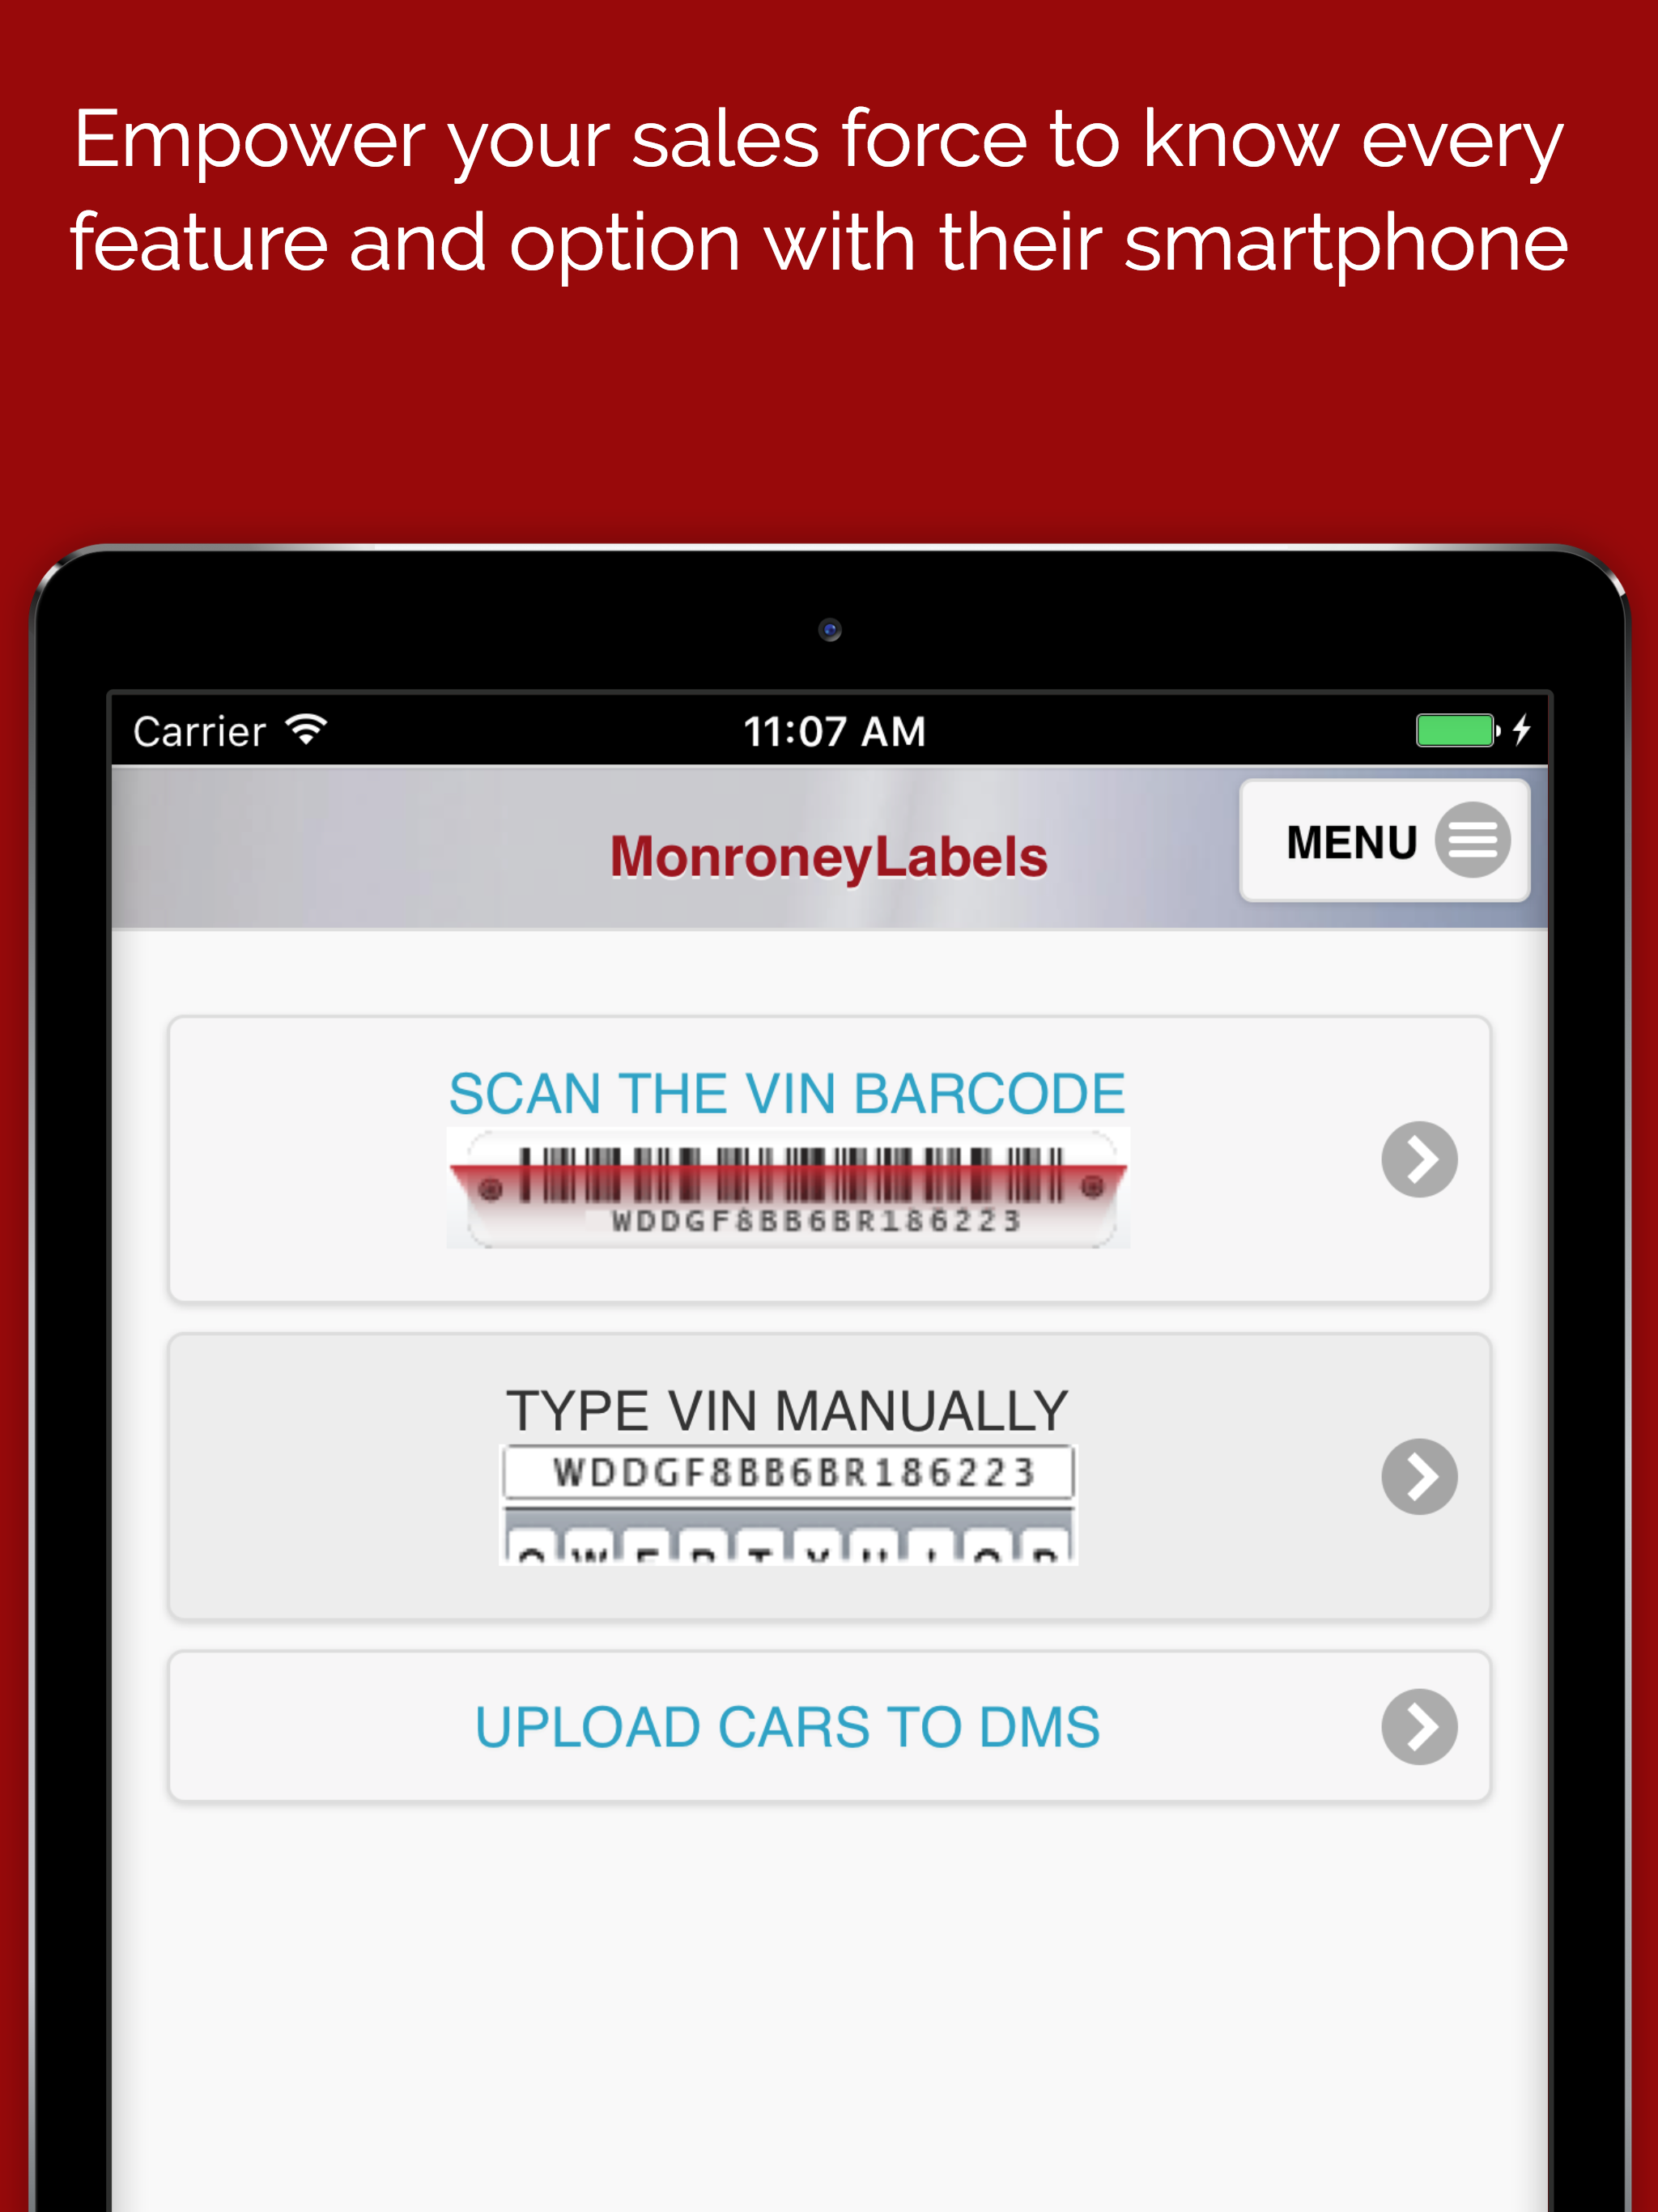 Empower your sales force to know every
feature and option with their smartphone
Carrier 11:07 AM
MonroneyLabels
MENU
SCAN THE VIN BARCODE
WDDGF8BB6BR186223
TYPE VIN MANUALLY
WDDGF8BB6BR186223
UPLOAD CARS TO DMS